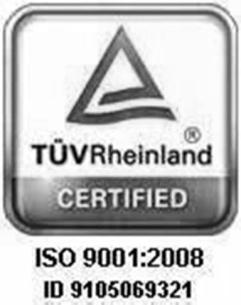 TÜVRheinland®
CERTIFIED
ISO 9001:2008
ID 9105069321